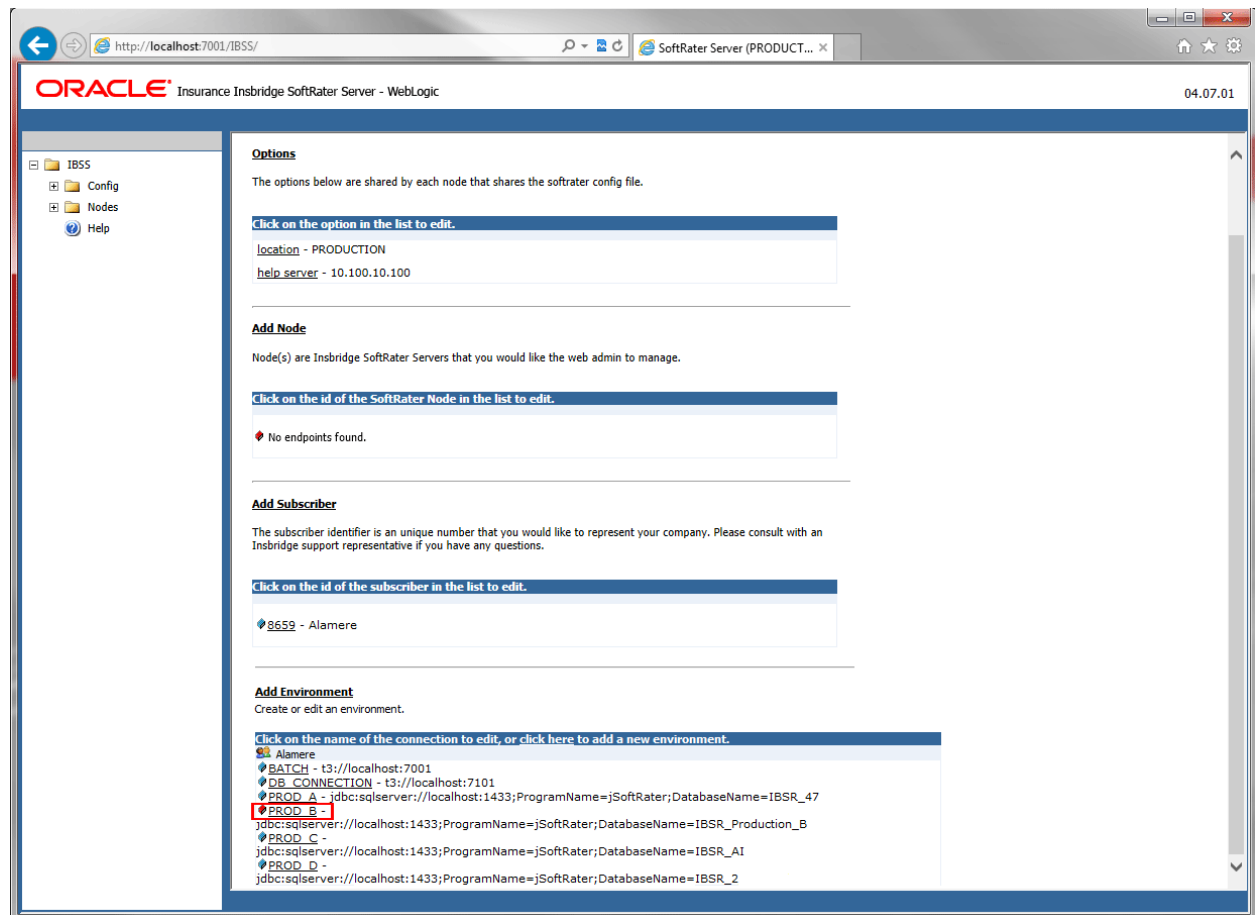 http://localhost:7001/IBSS/
SoftRater Server (PRODUCT...
ORACLE Insurance Insbridge SoftRater Server - WebLogic
04.07.01
IBSS
Config
Nodes
Help
Options
The options below are shared by each node that shares the softrater config file.
Click on the option in the list to edit.
location - PRODUCTION
help server - 10.100.10.100
Add Node
Node(s) are Insbridge SoftRater Servers that you would like the web admin to manage.
Click on the id of the SoftRater Node in the list to edit.
No endpoints found.
Add Subscriber
The subscriber identifier is an unique number that you would like to represent your company. Please consult with an
Insbridge support representative if you have any questions.
Click on the id of the subscriber in the list to edit.
8659 - Alamere
Add Environment
Create or edit an environment.
Click on the name of the connection to edit, or click here to add a new environment.
Alamere
BATCH - t3://localhost:7001
DB_CONNECTION - t3://localhost:7101
PROD_A - jdbc:sqlserver://localhost:1433;ProgramName=jSoftRater;DatabaseName=IBSR_47
PROD_B -
jdbc:sqlserver://localhost:1433;ProgramName=jSoftRater;DatabaseName=IBSR_Production_B
PROD_C -
jdbc:sqlserver://localhost:1433;ProgramName=jSoftRater;DatabaseName=IBSR_AI
PROD_D -
jdbc:sqlserver://localhost:1433;ProgramName=jSoftRater;DatabaseName=IBSR_2